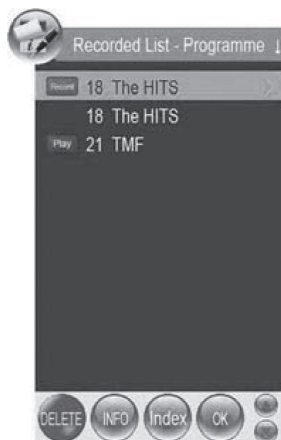 Recorded List - Programme ↓
Record 18 The HITS
18 The HITS
Play 21 TMF
DELETE INFO Index OK